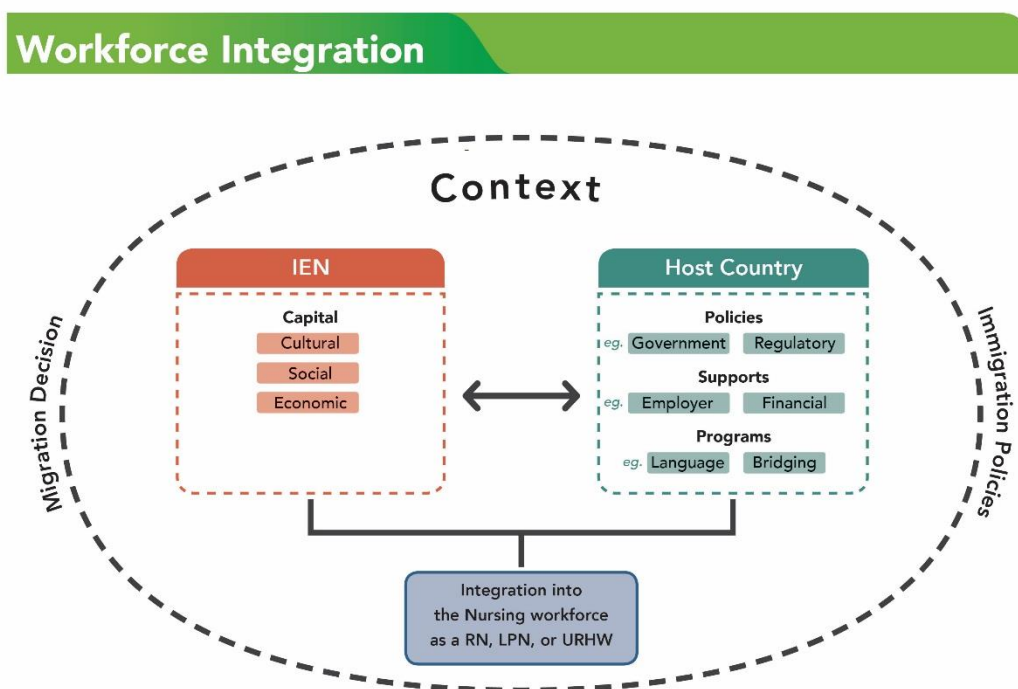 Workforce Integration
Context
Migration Decision
Immigration Policies
IEN
Capital
Cultural
Social
Economic
Host Country
Policies
eg. Government Regulatory
Supports
eg. Employer Financial
Programs
eg. Language Bridging
Integration into
the Nursing workforce
as a RN, LPN, or URHW